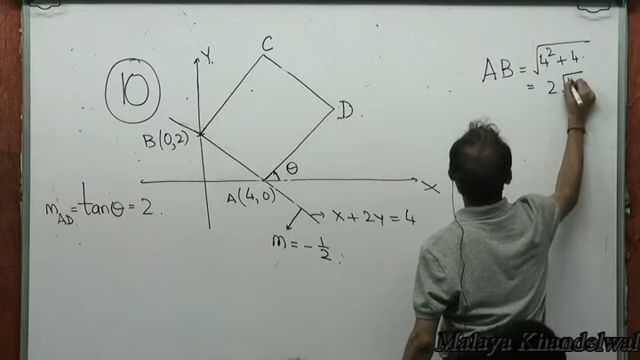 10
Y
C
D
B(0,2)
θ
X
A(4,0)
m_AD = tanθ = 2.
x + 2y = 4
m = -1/2
AB = √4² + 4
= 2√
Malaya Khandelwal